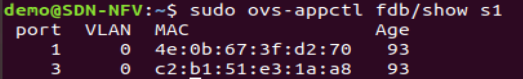 demo@SDN-NFV:~$ sudo ovs-appctl fdb/show s1
port VLAN MAC Age
1 0 4e:0b:67:3f:d2:70 93
3 0 c2:b1:51:e3:1a:a8 93